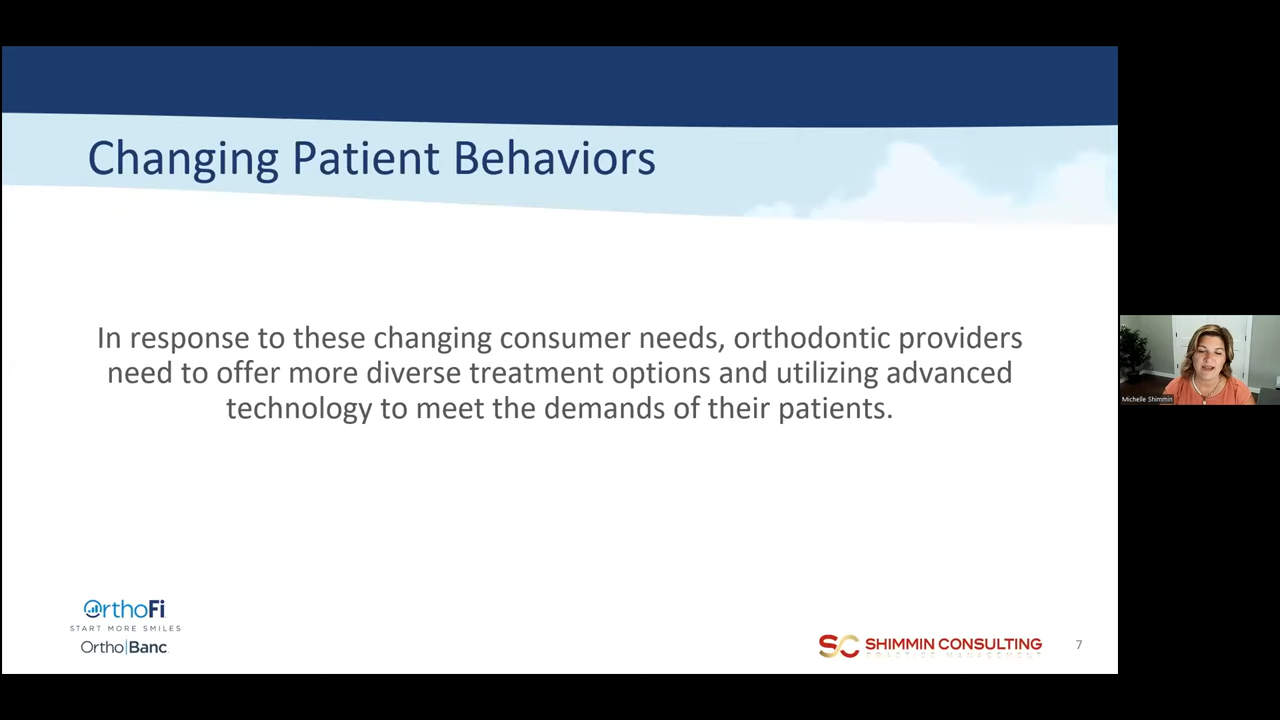 Changing Patient Behaviors
In response to these changing consumer needs, orthodontic providers
need to offer more diverse treatment options and utilizing advanced
technology to meet the demands of their patients.
Michelle Shimmin
OrthoFi
START MORE SMILES
Ortho|Banc
SC SHIMMIN CONSULTING
PRACTICE MANAGEMENT
7